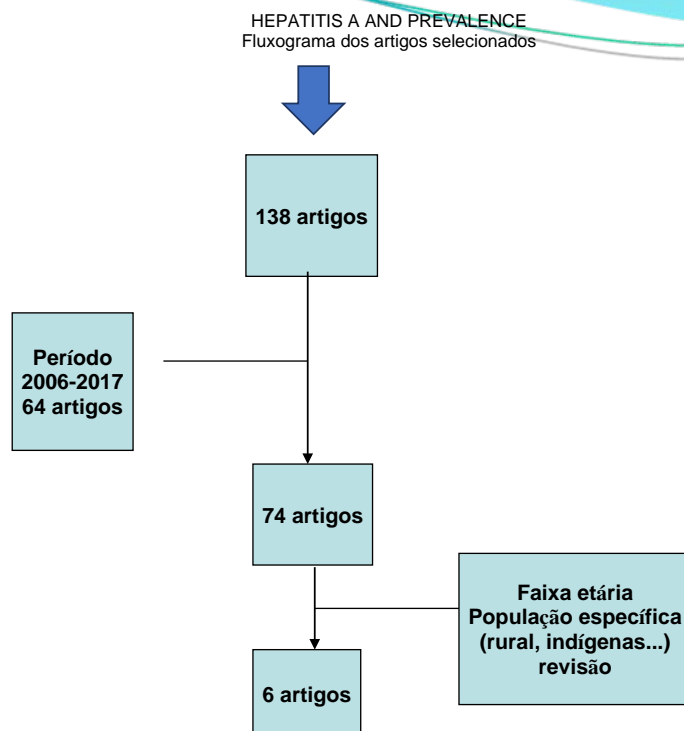 HEPATITIS A AND PREVALENCE
Fluxograma dos artigos selecionados
138 artigos
Período
2006-2017
64 artigos
74 artigos
Faixa etária
População específica
(rural, indígenas...)
revisão
6 artigos